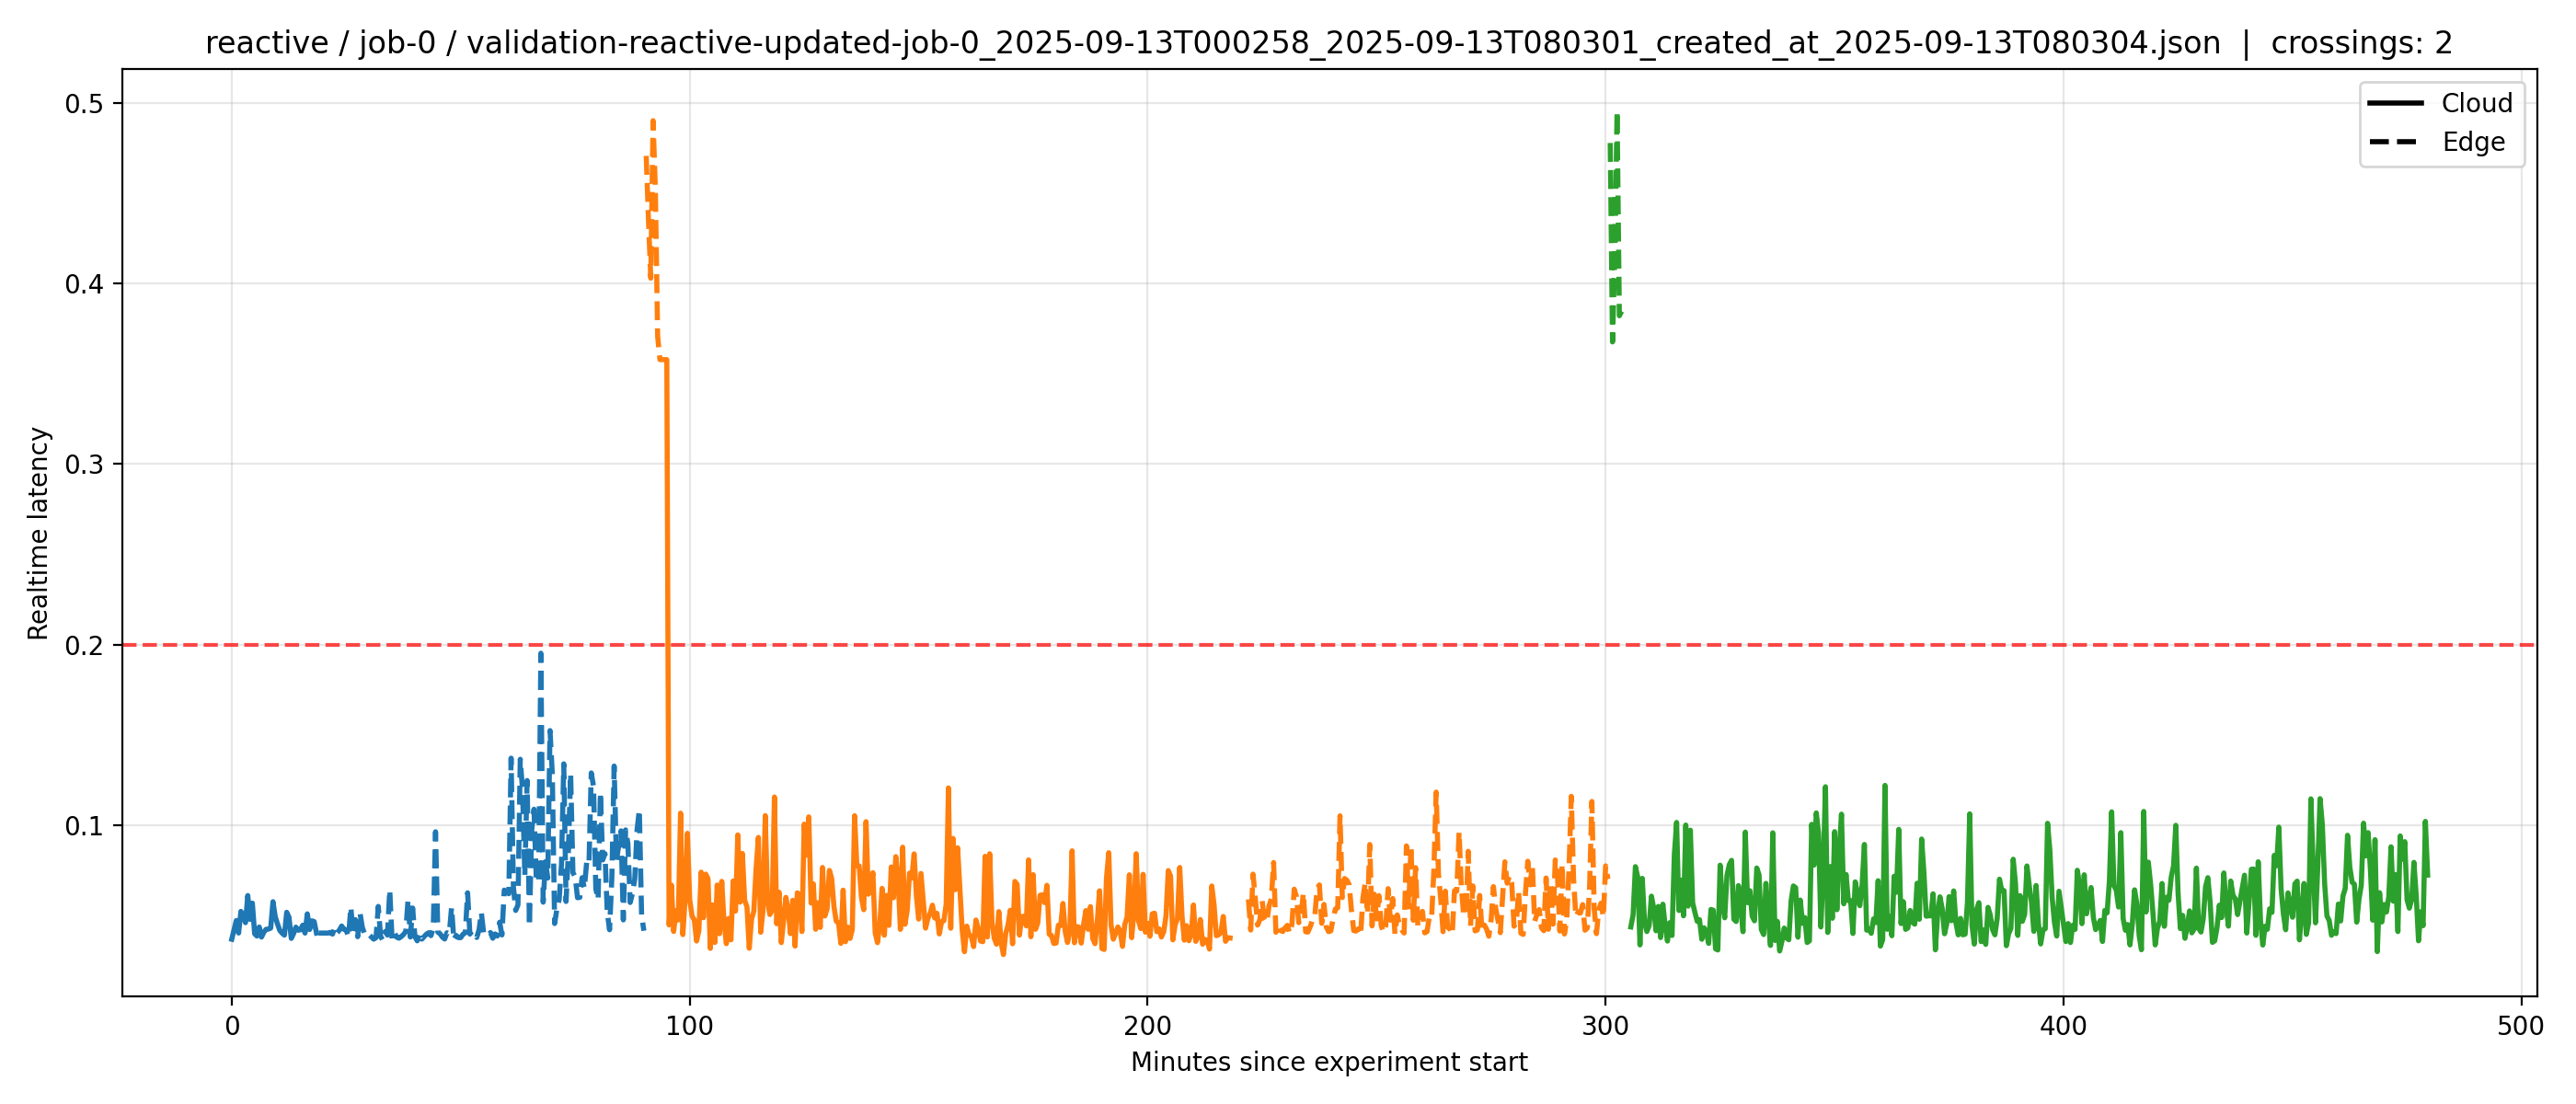 reactive / job-0 / validation-reactive-updated-job-0_2025-09-13T000258_2025-09-13T080301_created_at_2025-09-13T080304.json | crossings: 2
Cloud
Edge
Realtime latency
0.5
0.4
0.3
0.2
0.1
0 100 200 300 400 500
Minutes since experiment start